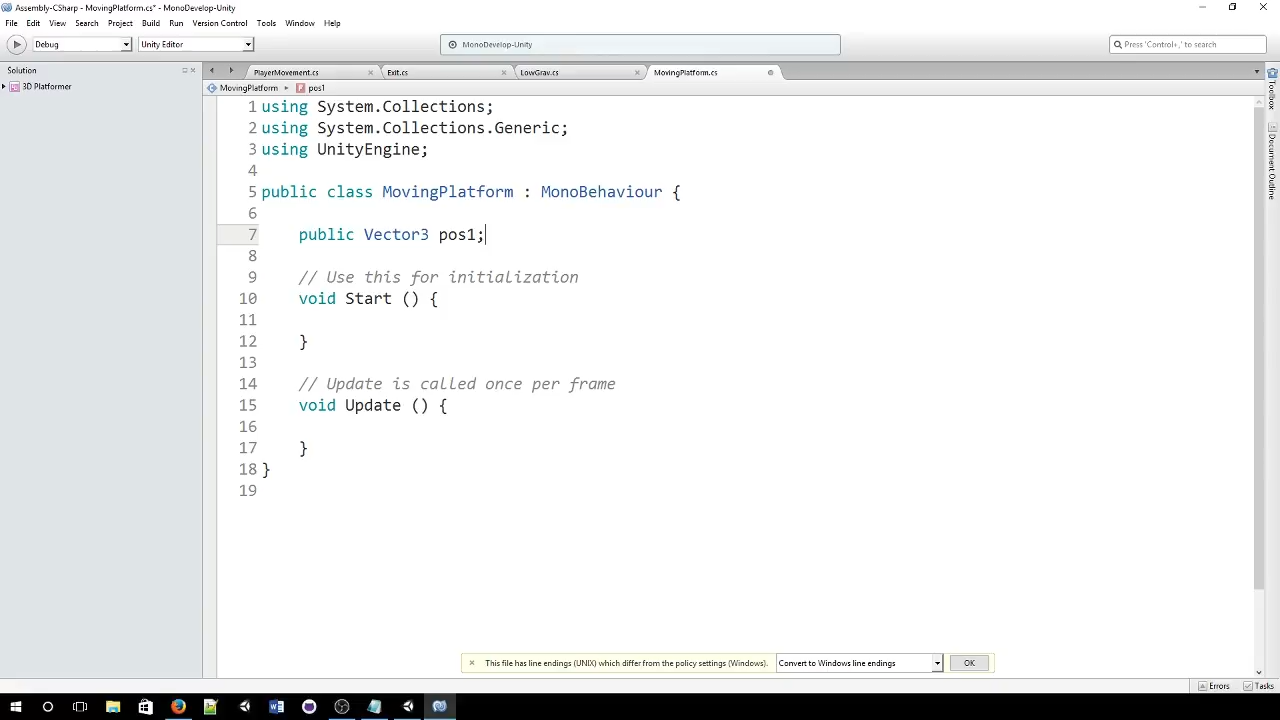 Assembly-CSharp - MovingPlatform.cs* - MonoDevelop-Unity
File Edit View Search Project Build Run Version Control Tools Window Help
Debug Unity Editor MonoDevelop-Unity Press 'Control+,' to search
Solution PlayerMovement.cs Exit.cs LowGrav.cs MovingPlatform.cs
3D Platformer MovingPlatform pos1
Toolbox
Document Outline
1 using System.Collections;
2 using System.Collections.Generic;
3 using UnityEngine;
4
5 public class MovingPlatform : MonoBehaviour {
6
7 public Vector3 pos1;
8
9 // Use this for initialization
10 void Start () {
11
12 }
13
14 // Update is called once per frame
15 void Update () {
16
17 }
18 }
19
This file has line endings (UNIX) which differ from the policy settings (Windows). Convert to Windows line endings OK
Errors Tasks